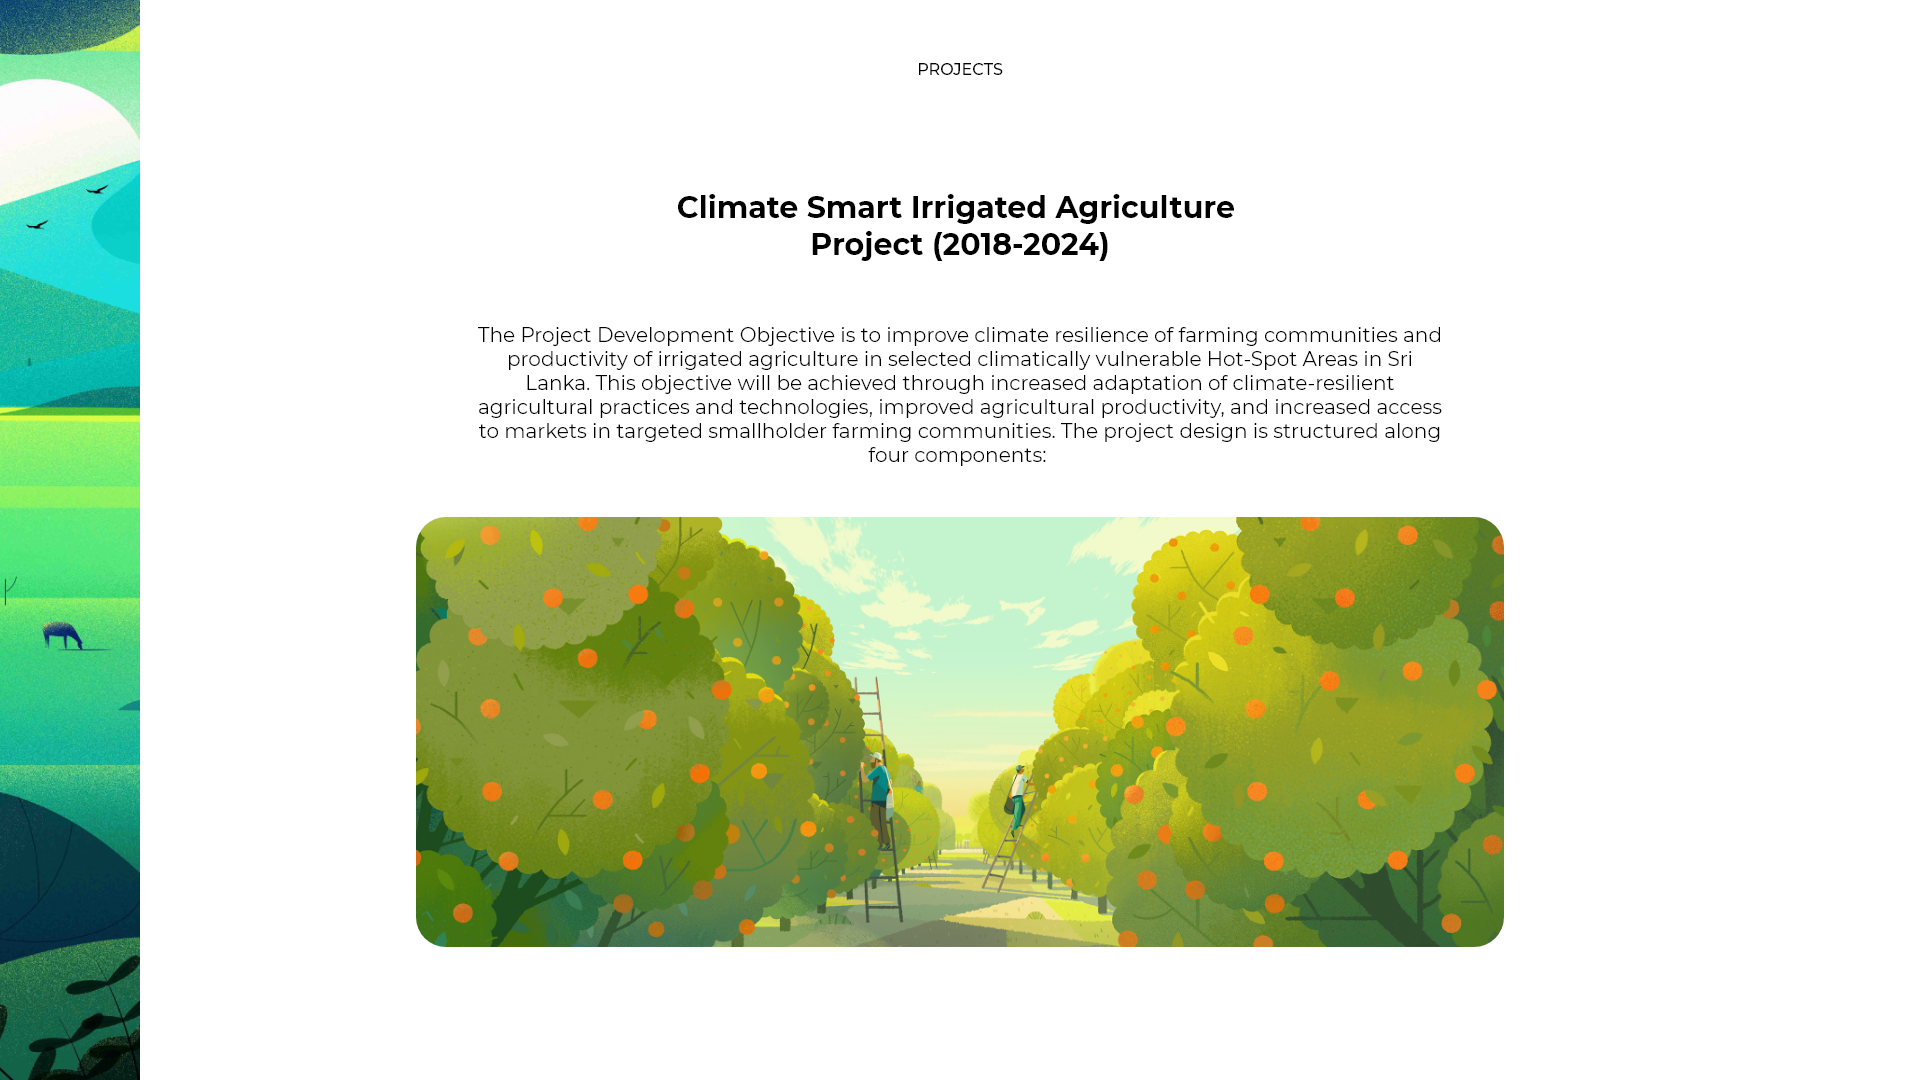 PROJECTS
Climate Smart Irrigated Agriculture
Project (2018-2024)
The Project Development Objective is to improve climate resilience of farming communities and
productivity of irrigated agriculture in selected climatically vulnerable Hot-Spot Areas in Sri
Lanka. This objective will be achieved through increased adaptation of climate-resilient
agricultural practices and technologies, improved agricultural productivity, and increased access
to markets in targeted smallholder farming communities. The project design is structured along
four components: